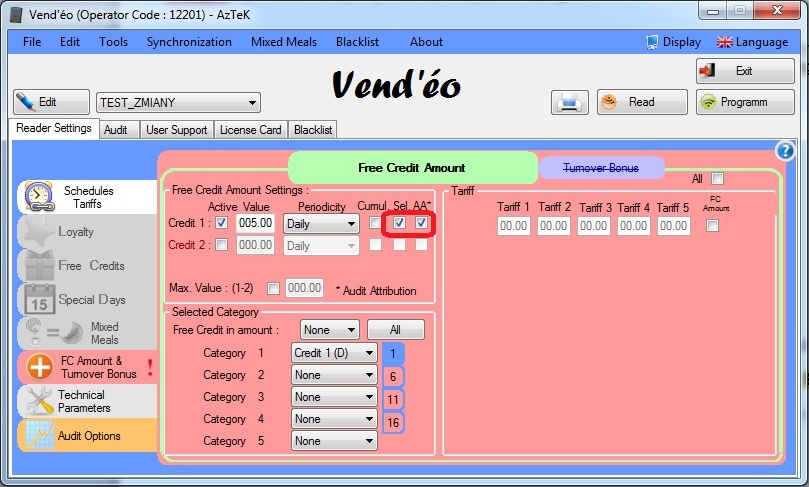 Vend'éo (Operator Code : 12201) - AzTeK
File Edit Tools Synchronization Mixed Meals Blacklist About Display Language
Vend'éo
Exit
Edit TEST_ZMIANY Read Programm
Reader Settings Audit User Support License Card Blacklist
?
Schedules
Tariffs
Loyalty
Free Credits
15 Special Days
Mixed
Meals
FC Amount &
Turnover Bonus !
Technical
Parameters
Audit Options
Free Credit Amount Turnover Bonus
All
Free Credit Amount Settings :
Active Value Periodicity Cumul. Sel. AA*
Credit 1 : 005.00 Daily
Credit 2 : 000.00 Daily
Max. Value : (1-2) 000.00 * Audit Attribution
Tariff
Tariff 1 Tariff 2 Tariff 3 Tariff 4 Tariff 5 FC
Amount
00.00 00.00 00.00 00.00 00.00
Selected Category
Free Credit in amount : None All
Category 1 Credit 1 (D) 1
Category 2 None 6
Category 3 None 11
Category 4 None 16
Category 5 None